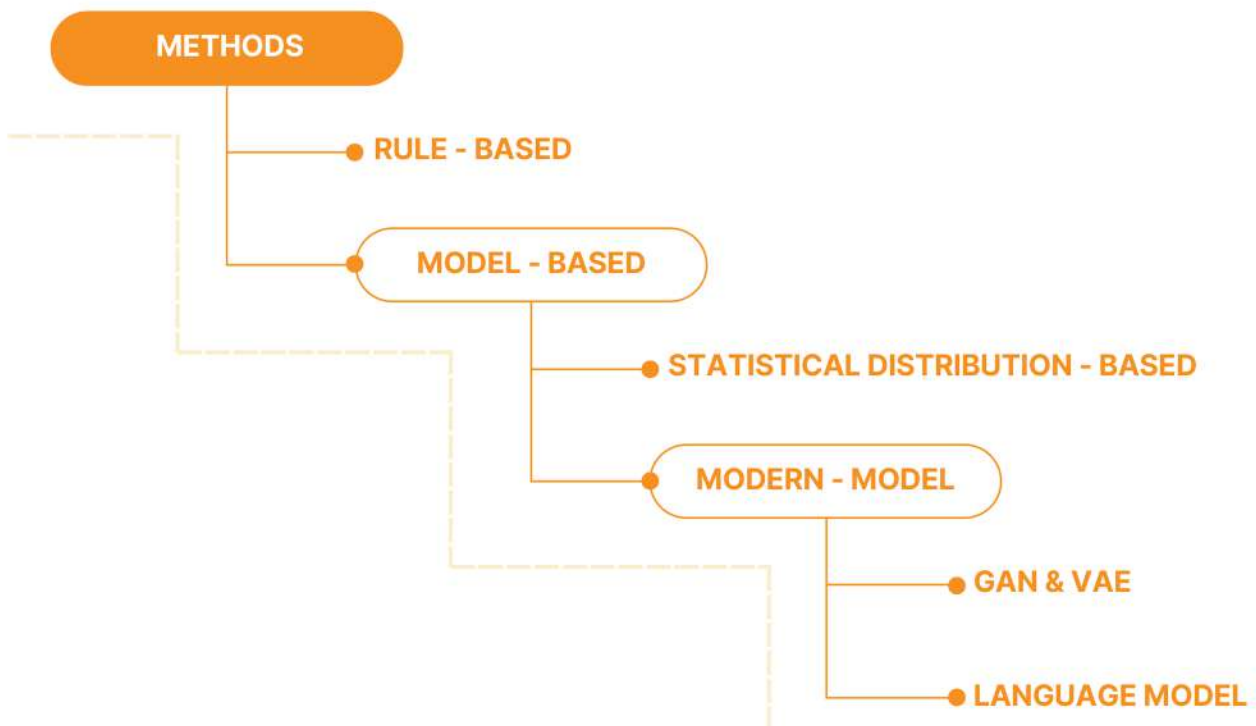 METHODS
RULE - BASED
MODEL - BASED
STATISTICAL DISTRIBUTION - BASED
MODERN - MODEL
GAN & VAE
LANGUAGE MODEL